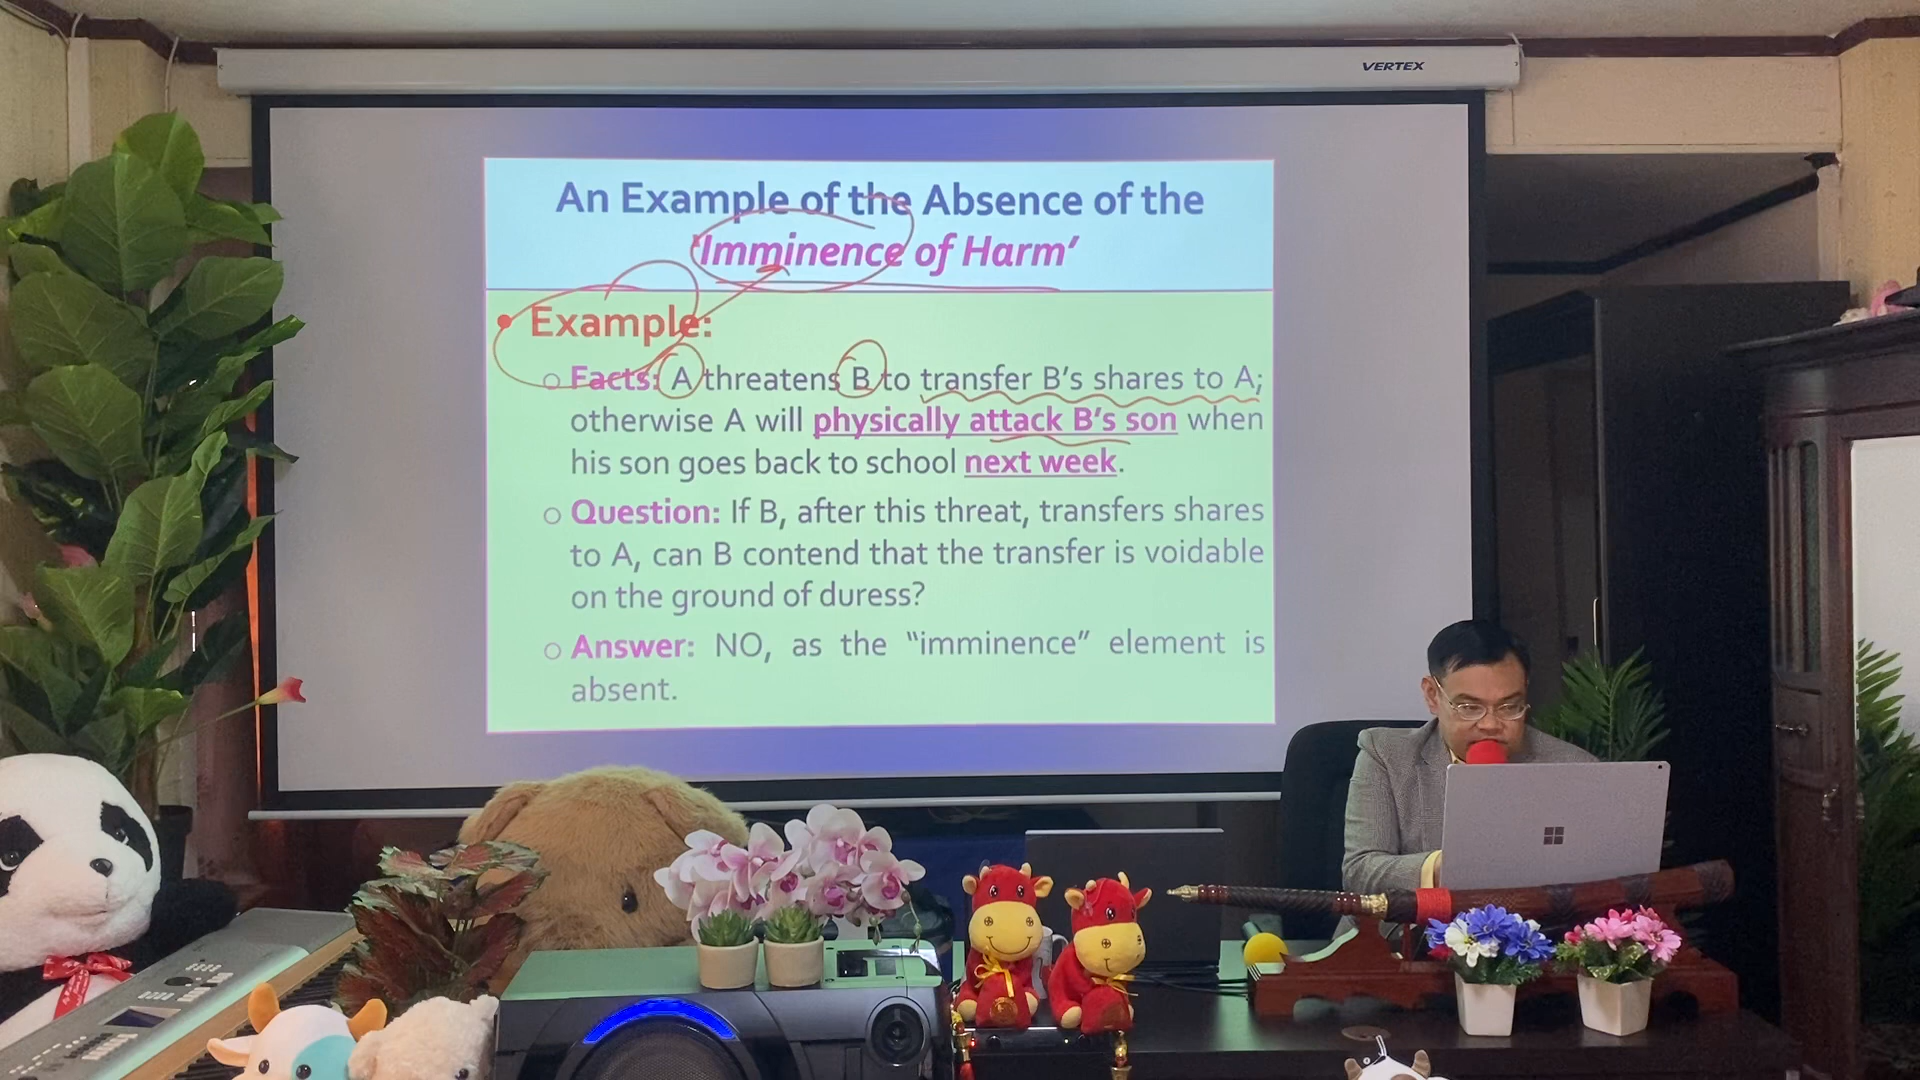 VERTEX
An Example of the Absence of the
'Imminence of Harm'
• Example:
○ Facts: A threatens B to transfer B's shares to A;
otherwise A will physically attack B's son when
his son goes back to school next week.
○ Question: If B, after this threat, transfers shares
to A, can B contend that the transfer is voidable
on the ground of duress?
○ Answer: NO, as the "imminence" element is
absent.